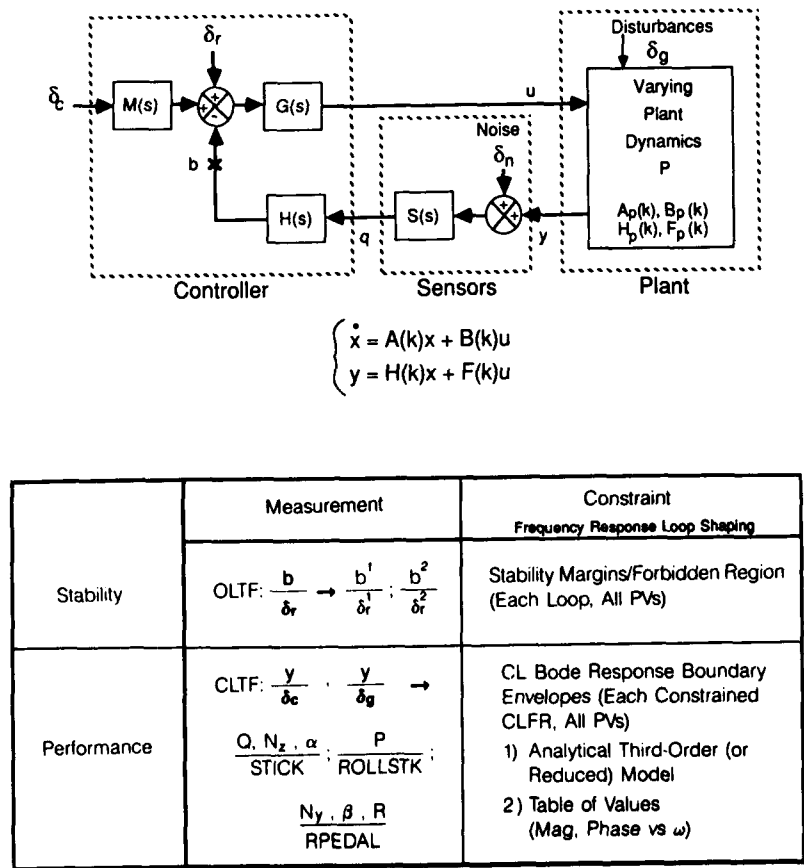 δr
δc
M(s)
+
+
-
G(s)
u
b
H(s)
q
Controller
Noise
δn
S(s)
+
+
y
Sensors
Disturbances
δg
Varying
Plant
Dynamics
P
Ap(k), Bp(k)
Hp(k), Fp(k)
Plant
ẋ = A(k)x + B(k)u
y = H(k)x + F(k)u
Measurement
Constraint
Frequency Response Loop Shaping
Stability
OLTF: b/δr → b¹/δr¹ ; b²/δr²
Stability Margins/Forbidden Region
(Each Loop, All PVs)
Performance
CLTF: y/δc , y/δg →
Q, Nz , α / STICK ; P / ROLLSTK ;
Ny , β , R / RPEDAL
CL Bode Response Boundary
Envelopes (Each Constrained
CLFR, All PVs)
1) Analytical Third-Order (or
Reduced) Model
2) Table of Values
(Mag, Phase vs ω)